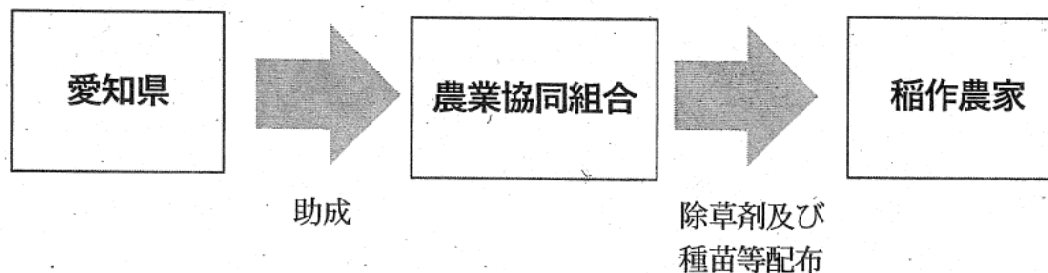 愛知県
農業協同組合
稲作農家
助成
除草剤及び
種苗等配布